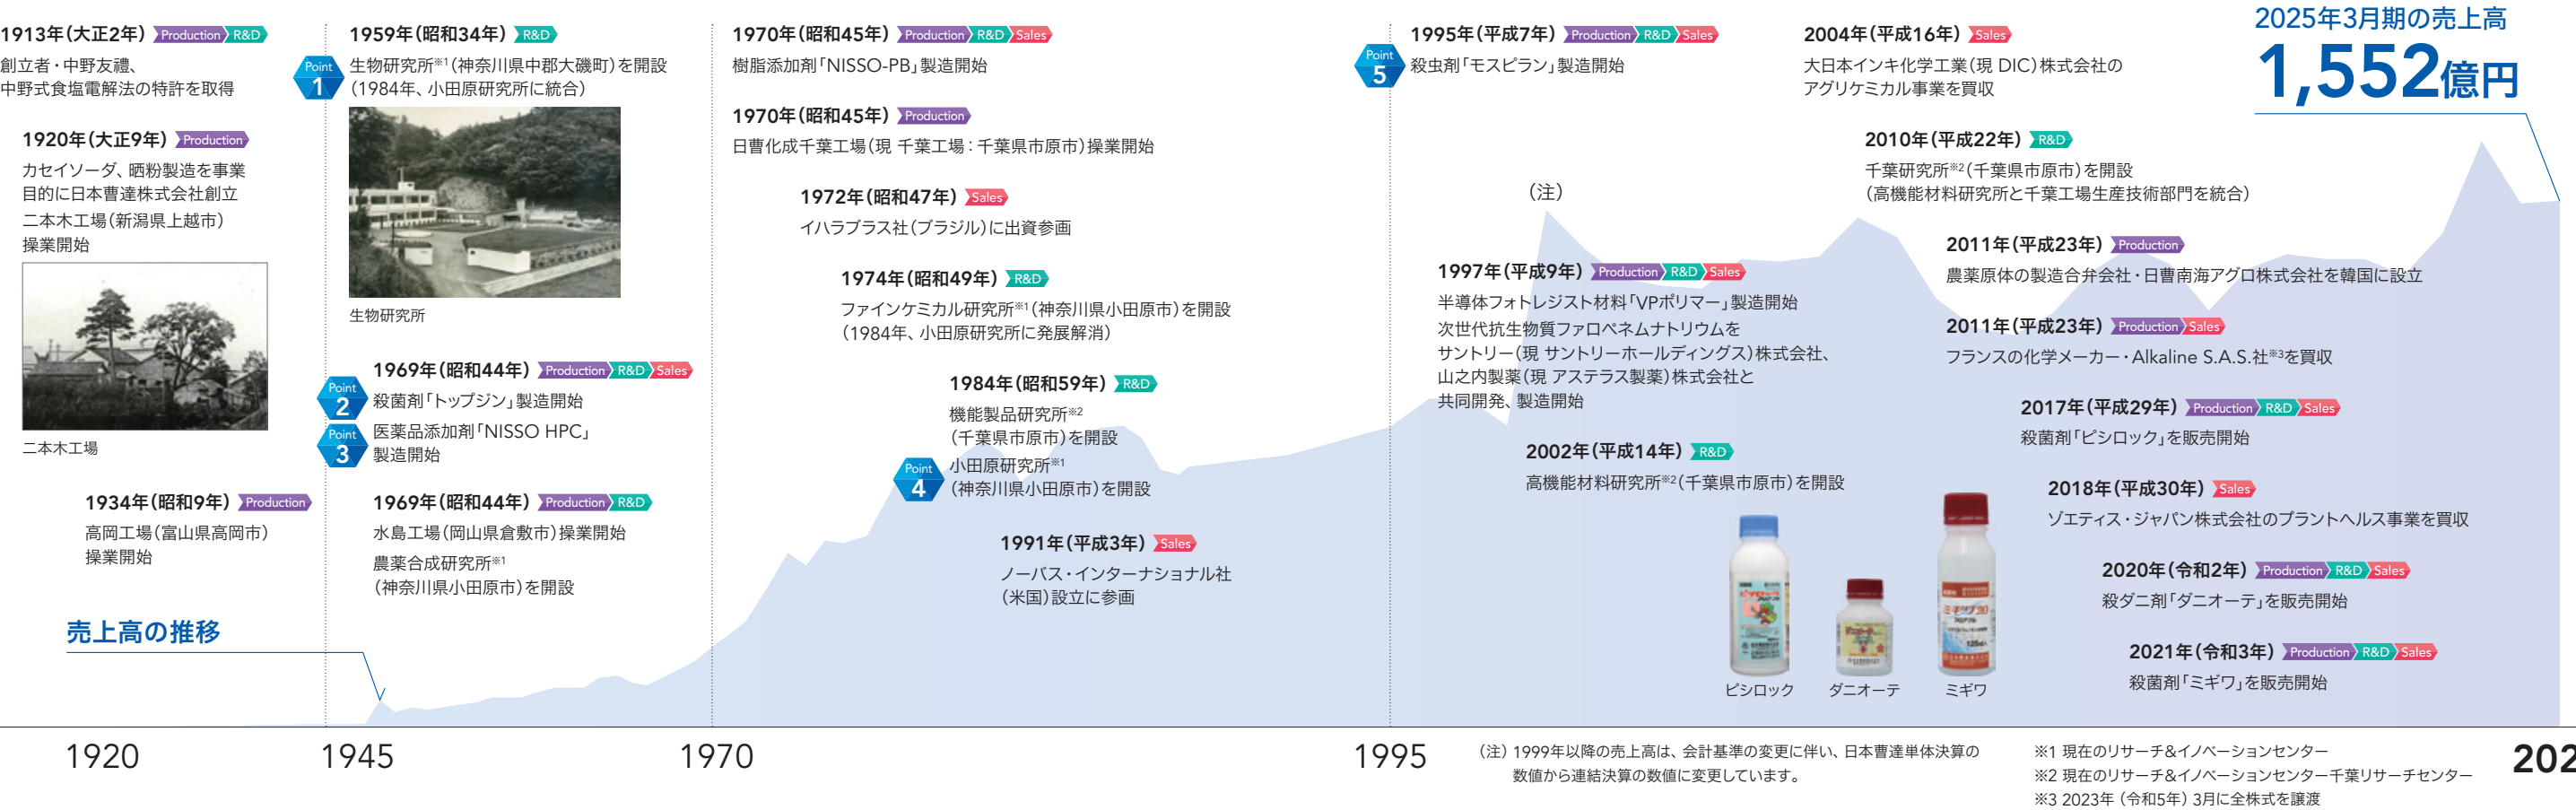 1913年（大正2年） Production R&D
創立者・中野友禮、
中野式食塩電解法の特許を取得
1920年（大正9年） Production
カセイソーダ、晒粉製造を事業
目的に日本曹達株式会社創立
二本木工場（新潟県上越市）
操業開始
二本木工場
1934年（昭和9年） Production
高岡工場（富山県高岡市）
操業開始
売上高の推移
1959年（昭和34年） R&D
Point 1
生物研究所※1（神奈川県中郡大磯町）を開設
（1984年、小田原研究所に統合）
生物研究所
1969年（昭和44年） Production R&D Sales
Point 2
殺菌剤「トップジン」製造開始
Point 3
医薬品添加剤「NISSO HPC」
製造開始
1969年（昭和44年） Production R&D
水島工場（岡山県倉敷市）操業開始
農薬合成研究所※1
（神奈川県小田原市）を開設
1970年（昭和45年） Production R&D Sales
樹脂添加剤「NISSO-PB」製造開始
1970年（昭和45年） Production
日曹化成千葉工場（現 千葉工場：千葉県市原市）操業開始
1972年（昭和47年） Sales
イハラブラス社（ブラジル）に出資参画
1974年（昭和49年） R&D
ファインケミカル研究所※1（神奈川県小田原市）を開設
（1984年、小田原研究所に発展解消）
1984年（昭和59年） R&D
機能製品研究所※2
（千葉県市原市）を開設
Point 4
小田原研究所※1
（神奈川県小田原市）を開設
1991年（平成3年） Sales
ノーバス・インターナショナル社
（米国）設立に参画
1995年（平成7年） Production R&D Sales
Point 5
殺虫剤「モスピラン」製造開始
（注）
1997年（平成9年） Production R&D Sales
半導体フォトレジスト材料「VPポリマー」製造開始
次世代抗生物質ファロペネムナトリウムを
サントリー（現 サントリーホールディングス）株式会社、
山之内製薬（現 アステラス製薬）株式会社と
共同開発、製造開始
2002年（平成14年） R&D
高機能材料研究所※2（千葉県市原市）を開設
2004年（平成16年） Sales
大日本インキ化学工業（現 DIC）株式会社の
アグリケミカル事業を買収
2010年（平成22年） R&D
千葉研究所※2（千葉県市原市）を開設
（高機能材料研究所と千葉工場生産技術部門を統合）
2011年（平成23年） Production
農薬原体の製造合弁会社・日曹南海アグロ株式会社を韓国に設立
2011年（平成23年） Production Sales
フランスの化学メーカー・Alkaline S.A.S.社※3を買収
2017年（平成29年） Production R&D Sales
殺菌剤「ピシロック」を販売開始
2018年（平成30年） Sales
ゾエティス・ジャパン株式会社のプラントヘルス事業を買収
2020年（令和2年） Production R&D Sales
殺ダニ剤「ダニオーテ」を販売開始
2021年（令和3年） Production R&D Sales
殺菌剤「ミギワ」を販売開始
2025年3月期の売上高
1,552億円
ピシロック
ダニオーテ
ミギワ
1920
1945
1970
1995
202
（注）1999年以降の売上高は、会計基準の変更に伴い、日本曹達単体決算の
数値から連結決算の数値に変更しています。
※1 現在のリサーチ&イノベーションセンター
※2 現在のリサーチ&イノベーションセンター千葉リサーチセンター
※3 2023年（令和5年）3月に全株式を譲渡